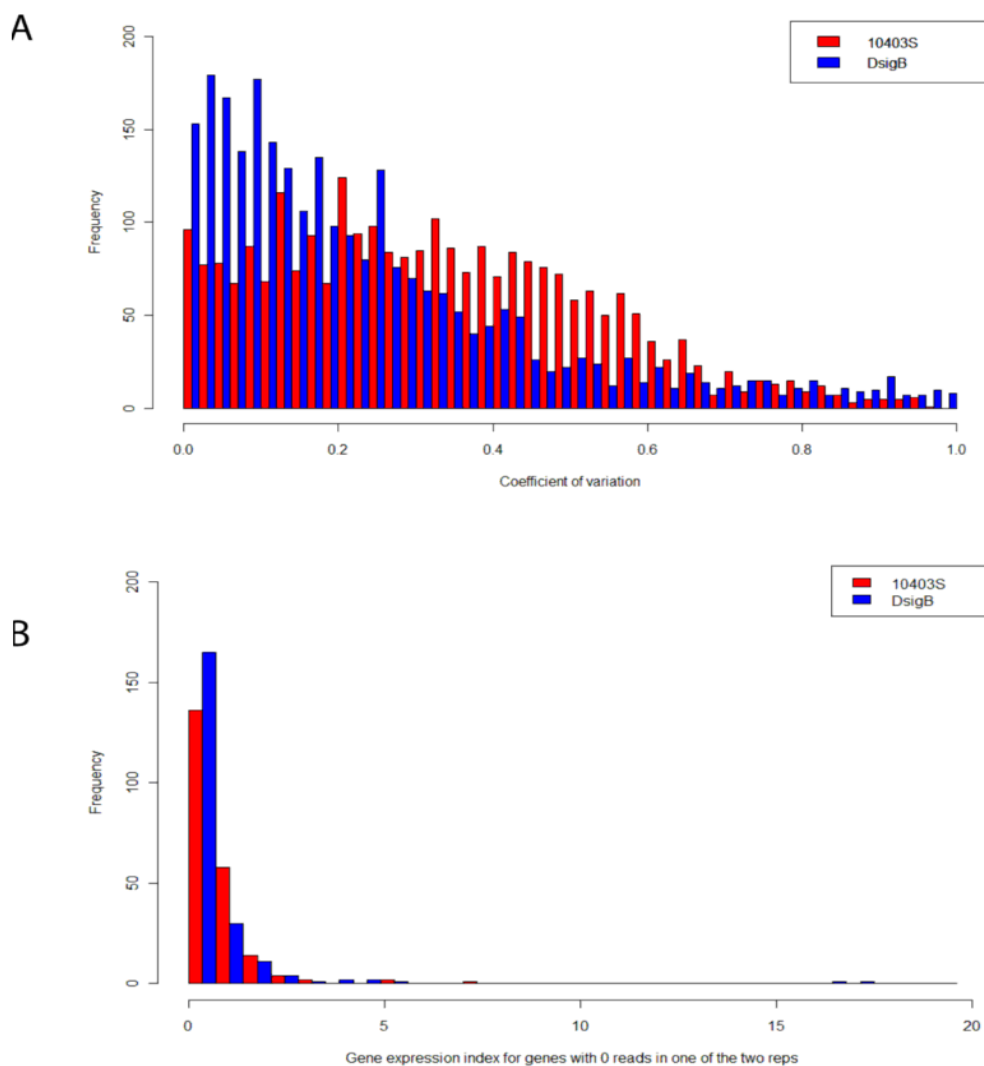 A
200
150
100
50
0
Frequency
10403S
DsigB
0.0 0.2 0.4 0.6 0.8 1.0
Coefficient of variation
B
200
150
100
50
0
Frequency
10403S
DsigB
0 5 10 15 20
Gene expression index for genes with 0 reads in one of the two reps